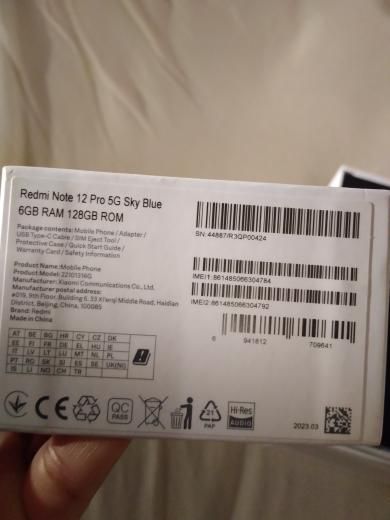 Redmi Note 12 Pro 5G Sky Blue
6GB RAM 128GB ROM
Package contents: Mobile Phone / Adapter /
USB Type-C Cable / SIM Eject Tool /
Protective Case / Quick Start Guide /
Warranty Card / Safety Information
Product Name: Mobile Phone
Product Model: 22101316G
Manufacturer: Xiaomi Communications Co., Ltd.
Manufacturer postal address:
#019, 9th Floor, Building 6, 33 Xi'erqi Middle Road, Haidian
District, Beijing, China, 100085
Brand: Redmi
Made in China
SN: 44887/R3QP00424
IMEI1: 861485066304784
IMEI2: 861485066304792
6 941812 709641
AT BE BG HR CY CZ DK
EE FI FR DE EL HU IE
IT LV LT LU MT NL PL
PT RO SK SI ES SE UK(NI)
IS LI NO CH TR
CE
QC
PASS
21
PAP
Hi-Res
AUDIO
2023.03